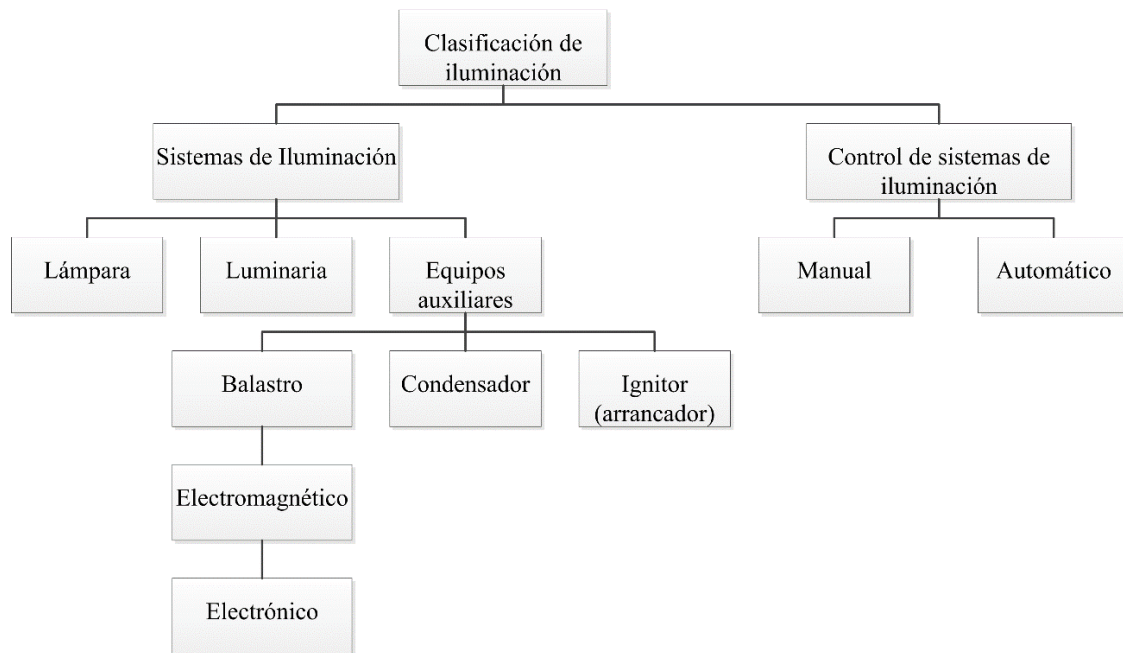 Clasificación de
iluminación
Sistemas de Iluminación
Control de sistemas de
iluminación
Lámpara
Luminaria
Equipos
auxiliares
Manual
Automático
Balastro
Condensador
Ignitor
(arrancador)
Electromagnético
Electrónico